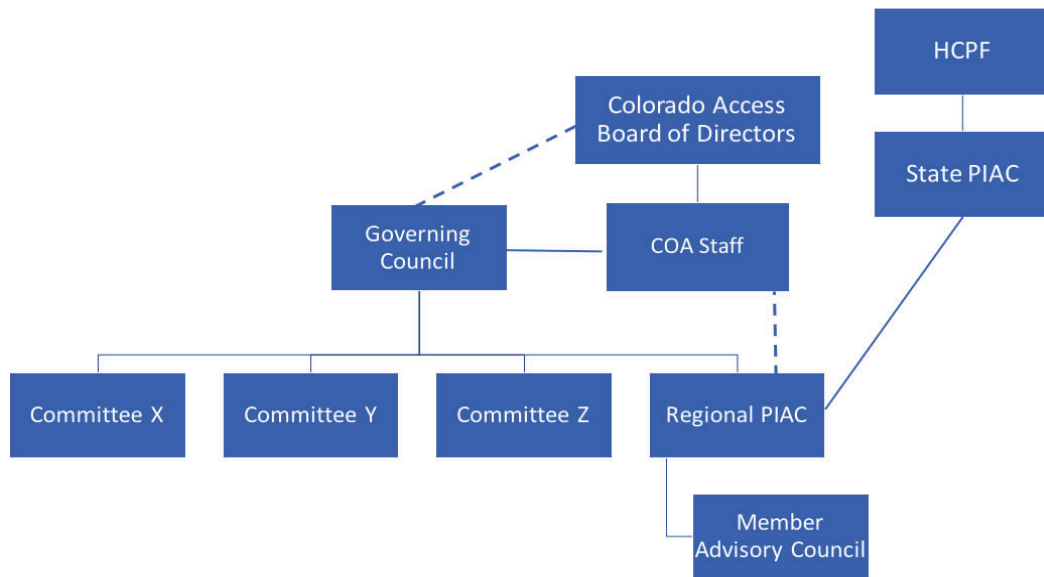 HCPF
Colorado Access
Board of Directors
State PIAC
Governing
Council
COA Staff
Committee X
Committee Y
Committee Z
Regional PIAC
Member
Advisory Council